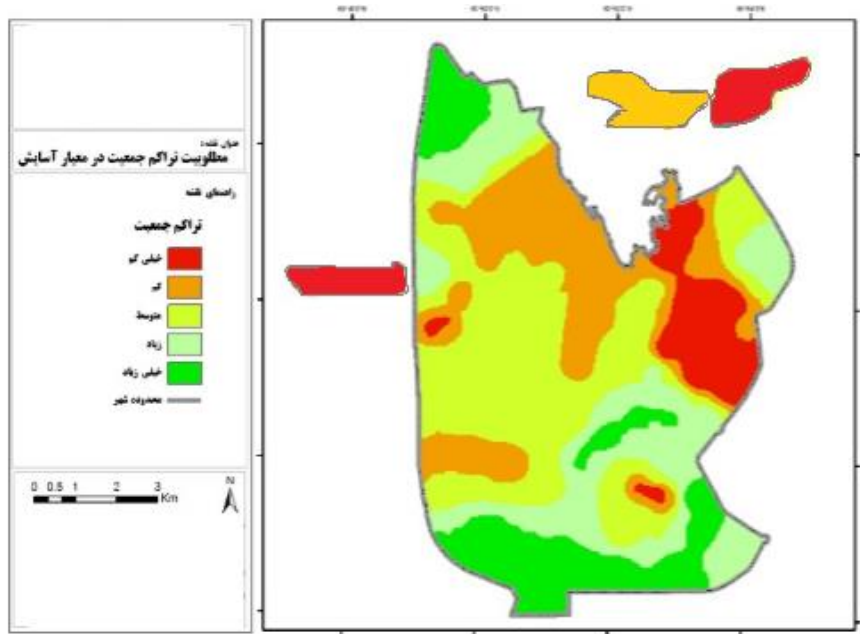 عنوان نقشه:
مطلوبیت تراکم جمعیت در معیار آسایش
راهنمای نقشه
تراکم جمعیت
خیلی کم
کم
متوسط
زیاد
خیلی زیاد
محدوده شهر
0 0.5 1 2 3
Km
N